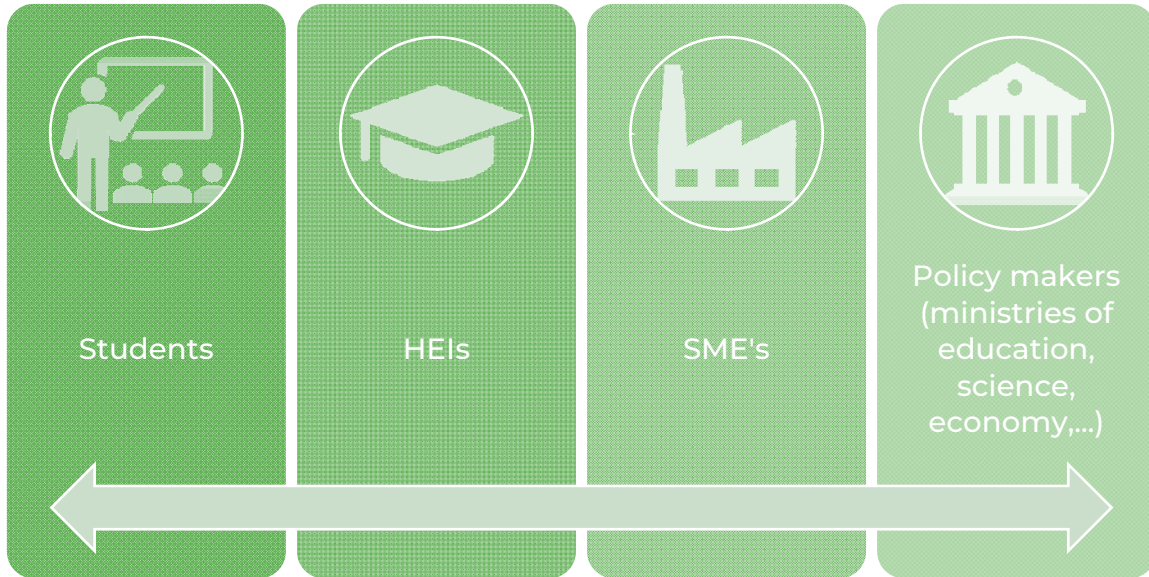 Students
HEIs
SME's
Policy makers
(ministries of
education,
science,
economy,...)